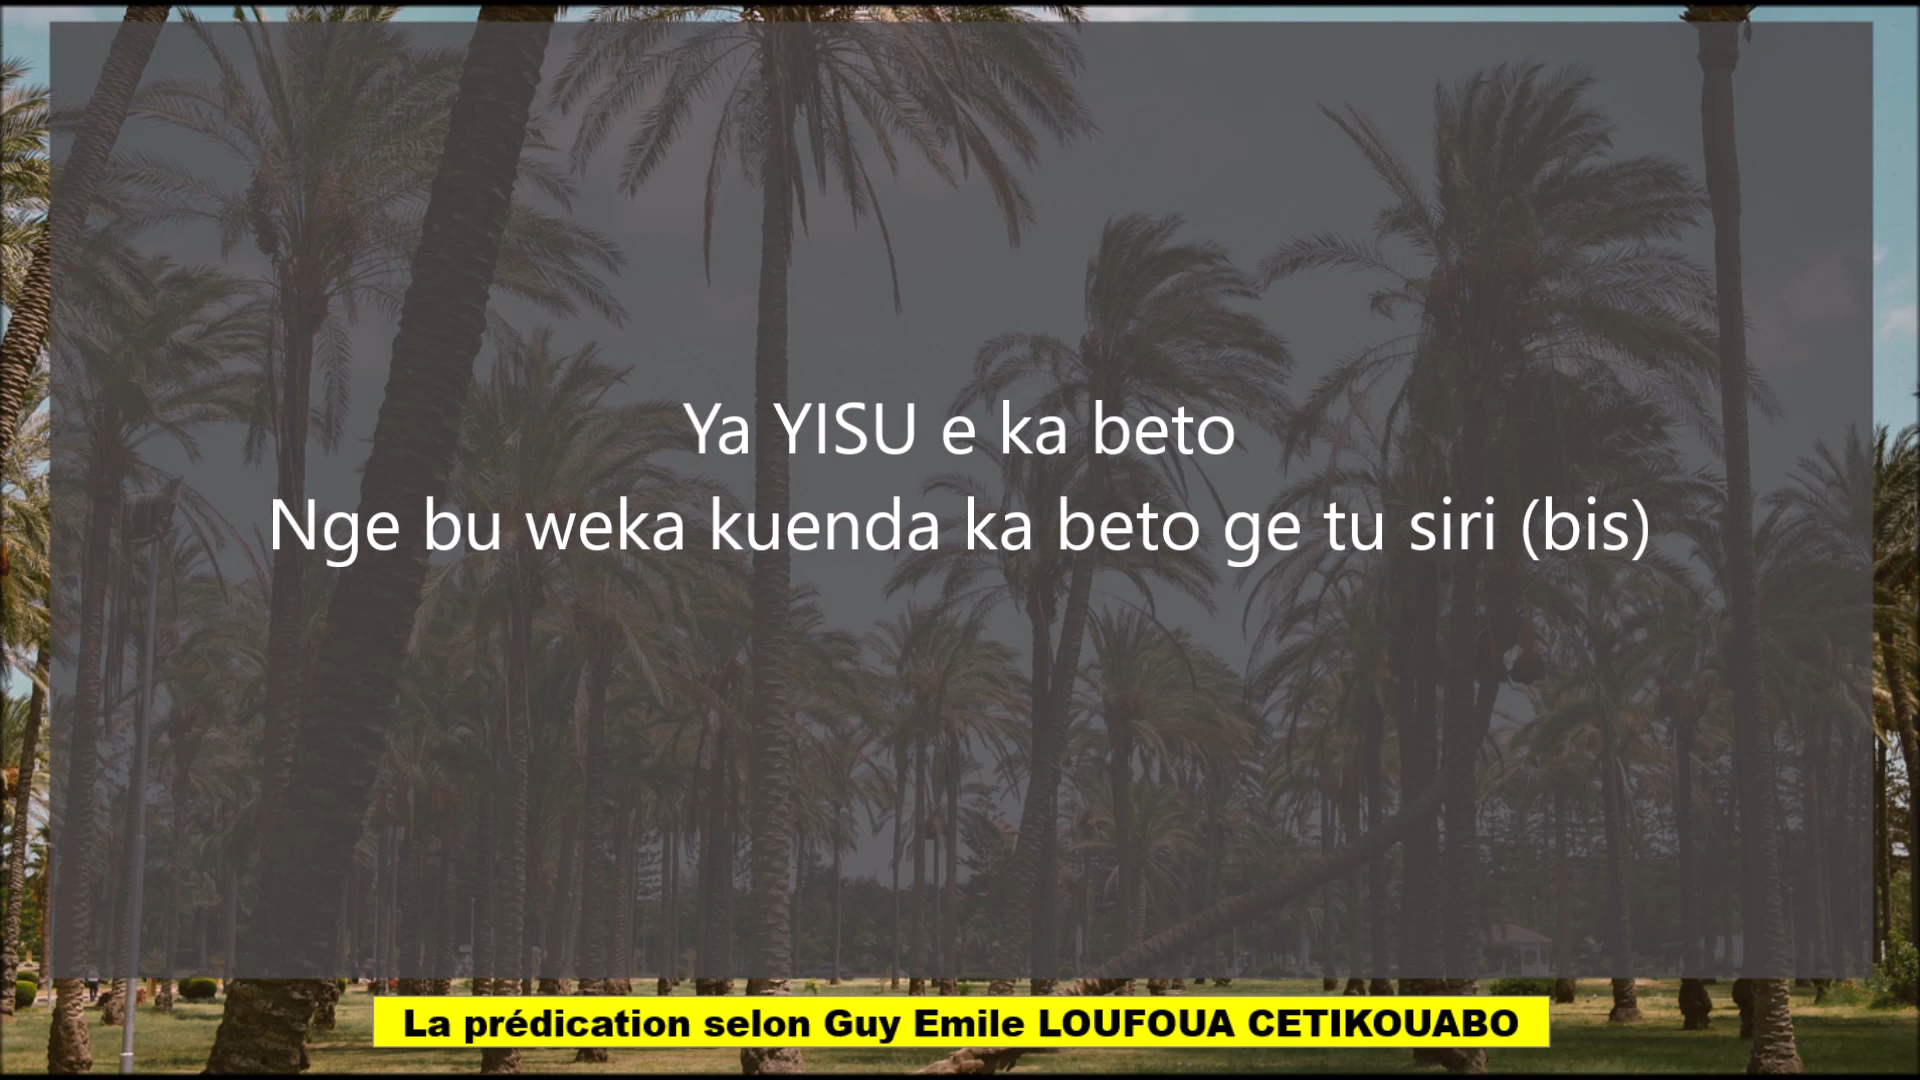 Ya YISU e ka beto
Nge bu weka kuenda ka beto ge tu siri (bis)
La prédication selon Guy Emile LOUFOUA CETIKOUABO